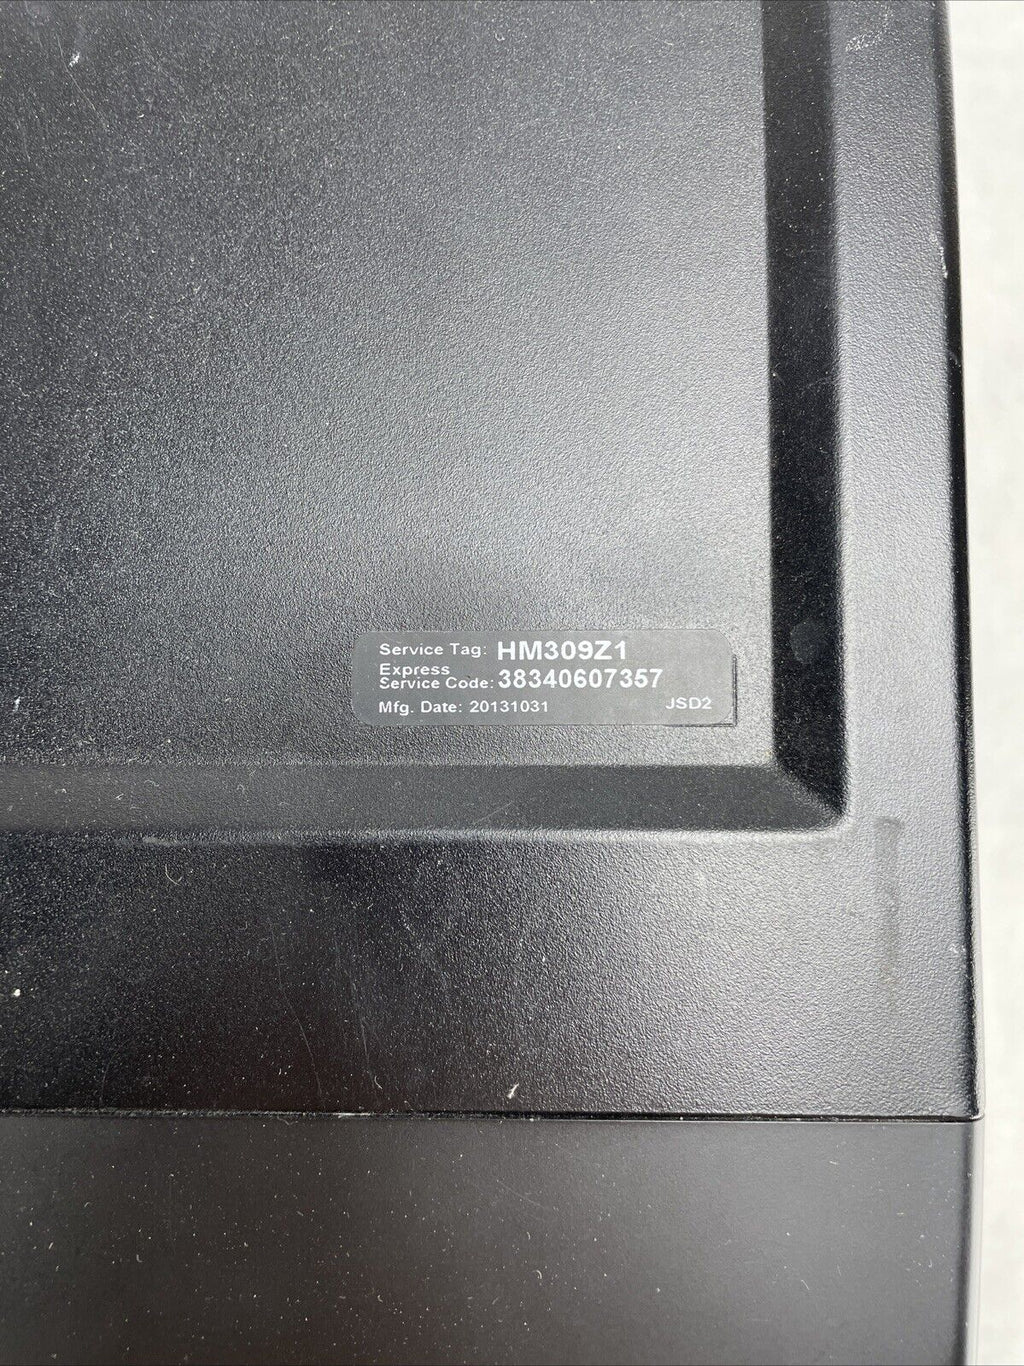 Service Tag: HM309Z1
Express
Service Code: 38340607357
Mfg. Date: 20131031 JSD2